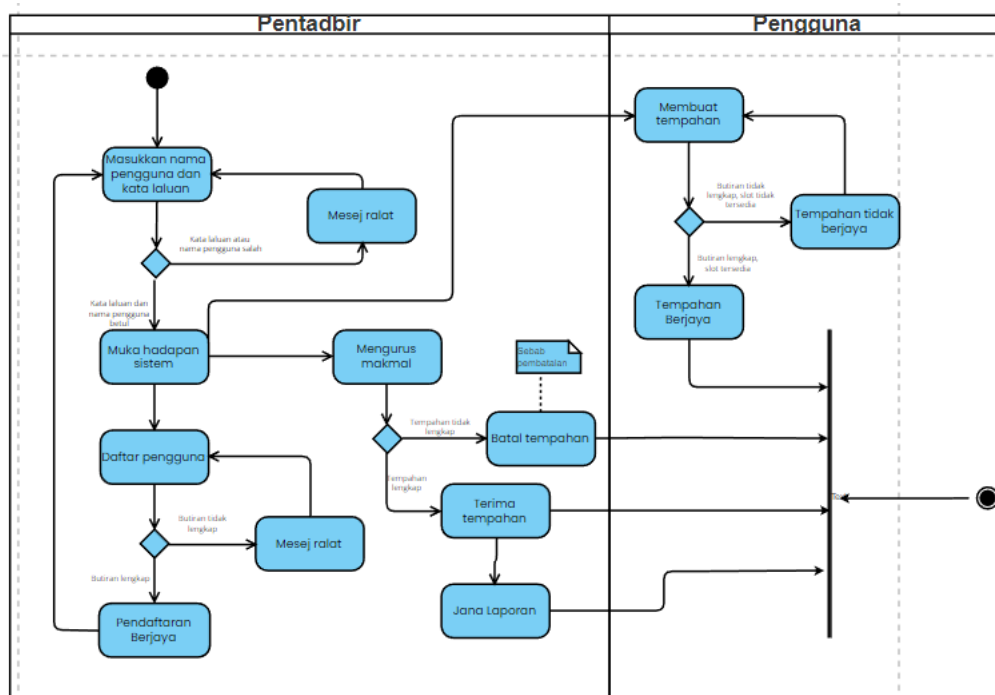 Pentadbir
Pengguna
Masukkan nama
pengguna dan
kata laluan
Mesej ralat
Kata laluan atau
nama pengguna salah
Kata laluan dan
nama pengguna
betul
Muka hadapan
sistem
Mengurus
makmal
Daftar pengguna
Butiran tidak
lengkap
Mesej ralat
Butiran lengkap
Pendaftaran
Berjaya
Tempahan tidak
lengkap
Tempahan
lengkap
Sebab
pembatalan
Batal tempahan
Terima
tempahan
Jana Laporan
Membuat
tempahan
Butiran tidak
lengkap, slot tidak
tersedia
Tempahan tidak
berjaya
Butiran lengkap,
slot tersedia
Tempahan
Berjaya